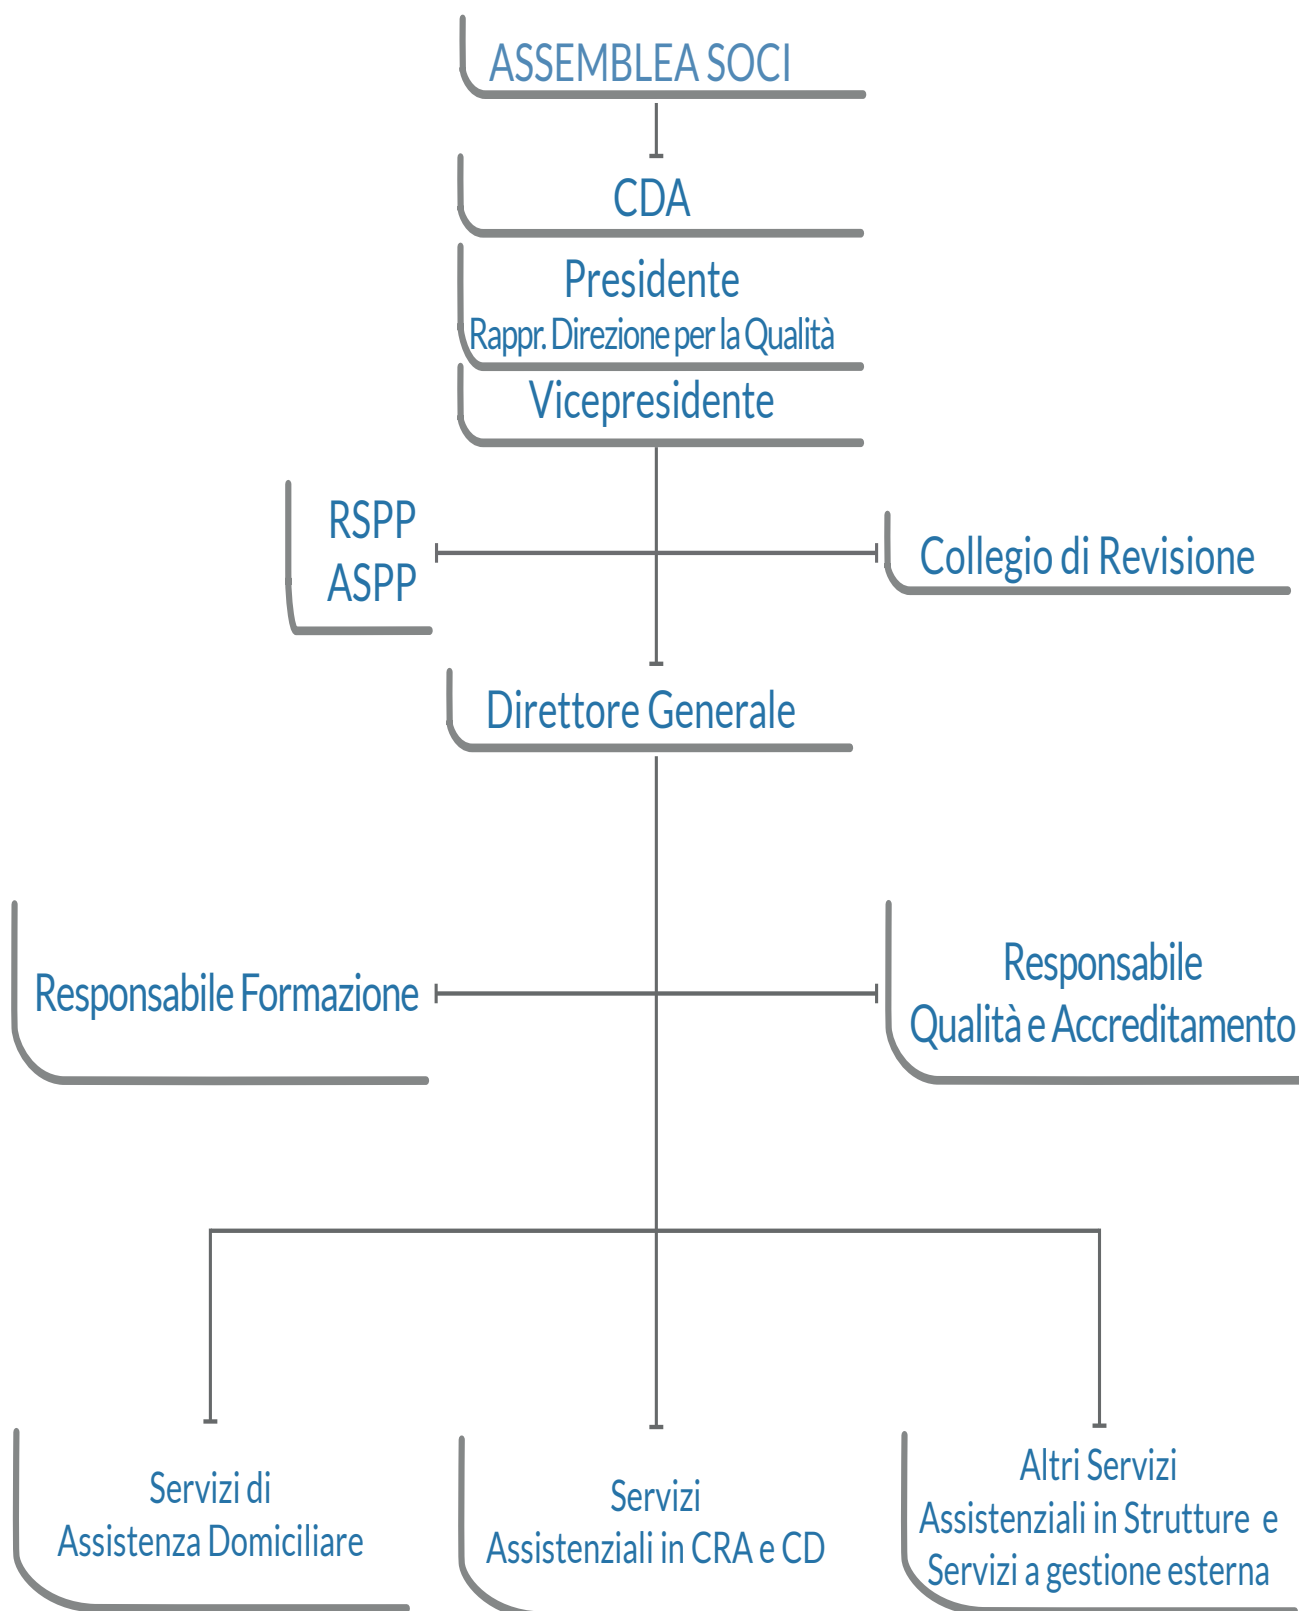 ASSEMBLEA SOCI
CDA
Presidente
Rappr. Direzione per la Qualità
Vicepresidente
RSPP
ASPP
Collegio di Revisione
Direttore Generale
Responsabile Formazione
Responsabile
Qualità e Accreditamento
Servizi di
Assistenza Domiciliare
Servizi
Assistenziali in CRA e CD
Altri Servizi
Assistenziali in Strutture e
Servizi a gestione esterna